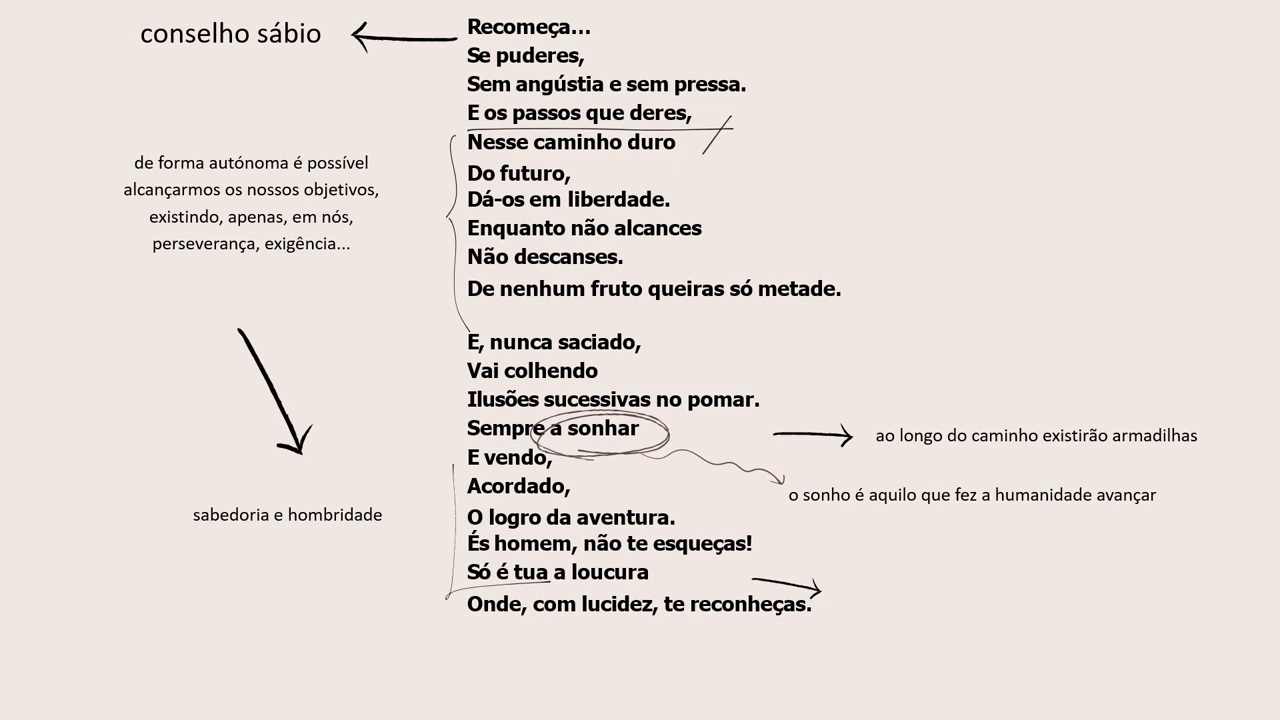 conselho sábio
Recomeça...
Se puderes,
Sem angústia e sem pressa.
E os passos que deres,
Nesse caminho duro
Do futuro,
Dá-os em liberdade.
Enquanto não alcances
Não descanses.
De nenhum fruto queiras só metade.
de forma autónoma é possível
alcançarmos os nossos objetivos,
existindo, apenas, em nós,
perseverança, exigência...
E, nunca saciado,
Vai colhendo
Ilusões sucessivas no pomar.
Sempre a sonhar
E vendo,
Acordado,
O logro da aventura.
És homem, não te esqueças!
Só é tua a loucura
Onde, com lucidez, te reconheças.
ao longo do caminho existirão armadilhas
o sonho é aquilo que fez a humanidade avançar
sabedoria e hombridade